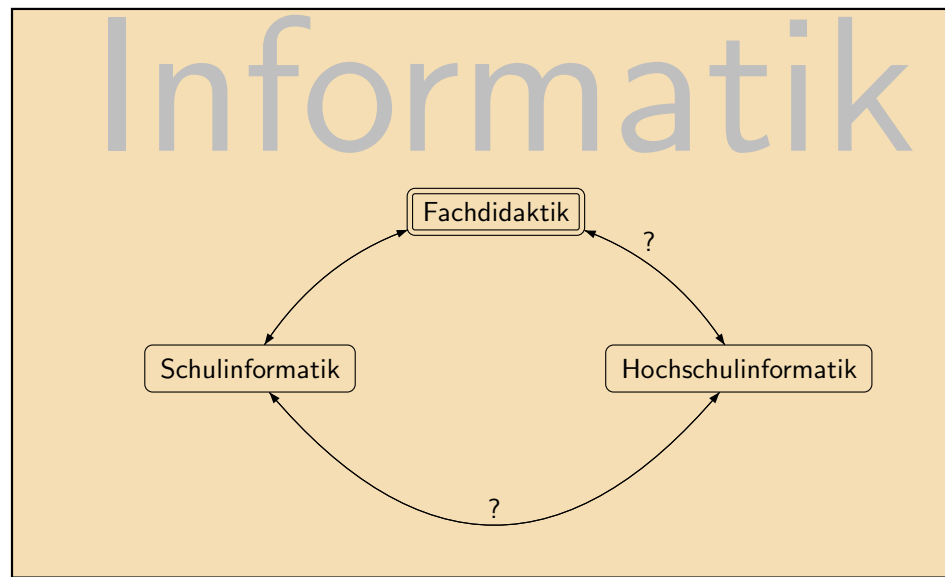 Informatik
Fachdidaktik
?
Schulinformatik
Hochschulinformatik
?